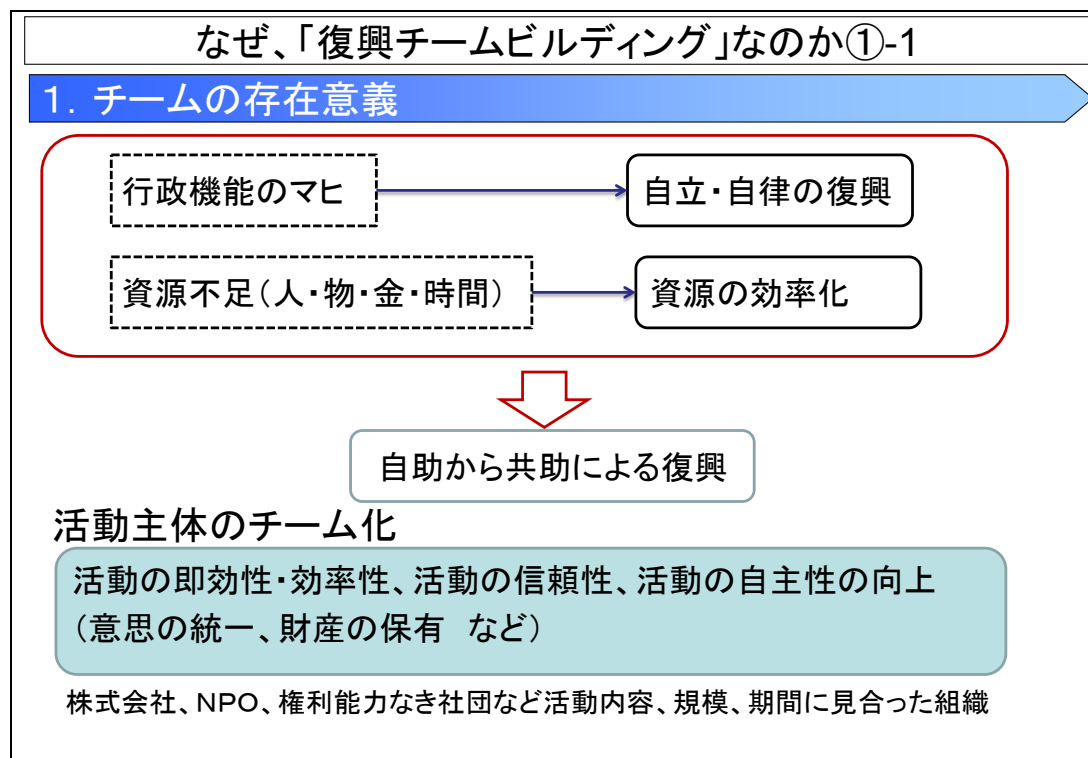 なぜ、「復興チームビルディング」なのか①-1
1．チームの存在意義
行政機能のマヒ
自立・自律の復興
資源不足（人・物・金・時間）
資源の効率化
自助から共助による復興
活動主体のチーム化
活動の即効性・効率性、活動の信頼性、活動の自主性の向上
（意思の統一、財産の保有　など）
株式会社、NPO、権利能力なき社団など活動内容、規模、期間に見合った組織